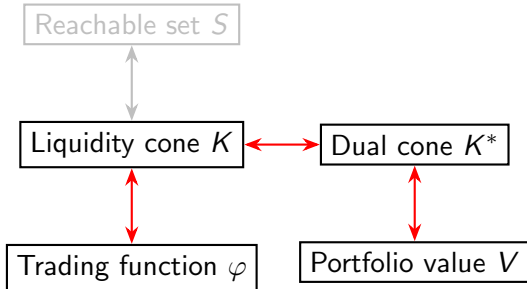 Reachable set S
Liquidity cone K
Dual cone K*
Trading function φ
Portfolio value V